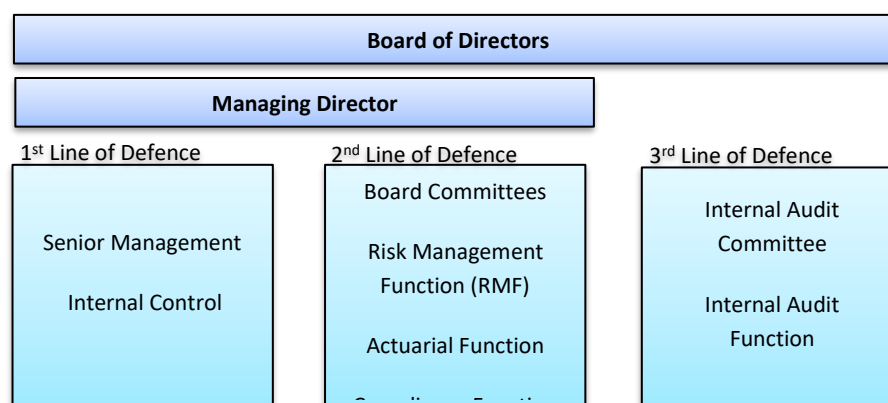 Board of Directors
Managing Director
1st Line of Defence
2nd Line of Defence
3rd Line of Defence
Senior Management
Internal Control
Board Committees
Risk Management
Function (RMF)
Actuarial Function
Internal Audit
Committee
Internal Audit
Function